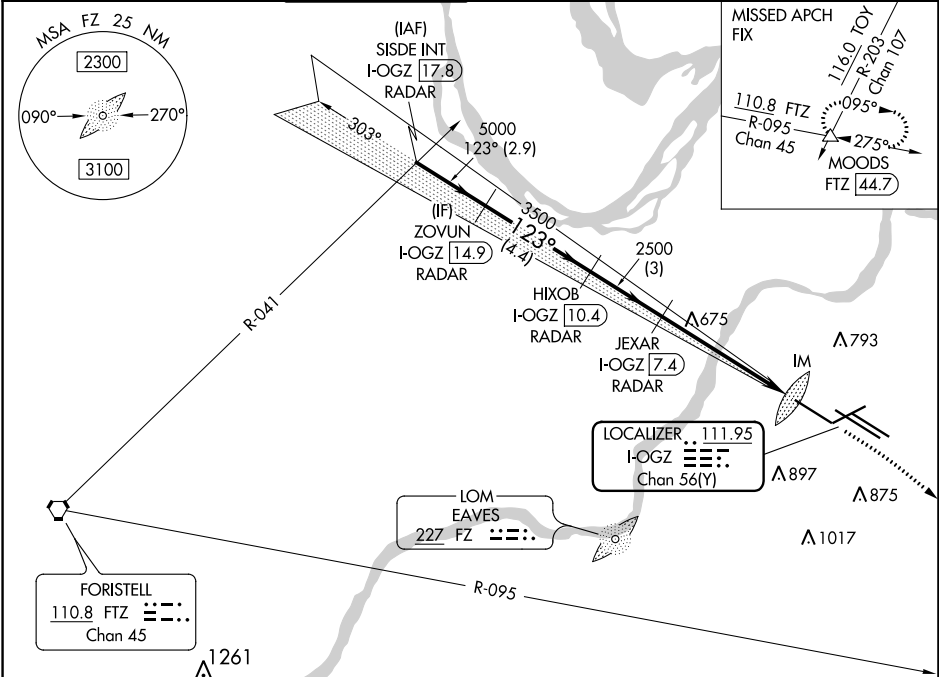 MSA FZ 25 NM
2300
090°
270°
3100
(IAF)
SISDE INT
I-OGZ 17.8
RADAR
303°
5000
123° (2.9)
(IF)
ZOVUN
I-OGZ 14.9
RADAR
3500
123°
(4.4)
2500
(3)
HIXOB
I-OGZ 10.4
RADAR
JEXAR
I-OGZ 7.4
RADAR
675
793
IM
LOCALIZER 111.95
I-OGZ
Chan 56(Y)
897
875
1017
LOM
EAVES
227 FZ
R-041
R-095
FORISTELL
110.8 FTZ
Chan 45
1261
MISSED APCH
FIX
116.0 TOY
R-203
Chan 107
110.8 FTZ
R-095
Chan 45
095°
275°
MOODS
FTZ 44.7